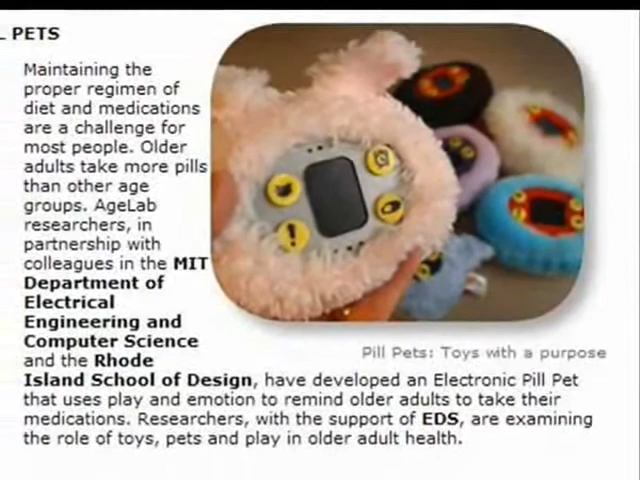 PETS
Maintaining the
proper regimen of
diet and medications
are a challenge for
most people. Older
adults take more pills
than other age
groups. AgeLab
researchers, in
partnership with
colleagues in the MIT
Department of
Electrical
Engineering and
Computer Science
and the Rhode
Island School of Design, have developed an Electronic Pill Pet
that uses play and emotion to remind older adults to take their
medications. Researchers, with the support of EDS, are examining
the role of toys, pets and play in older adult health.
Pill Pets: Toys with a purpose